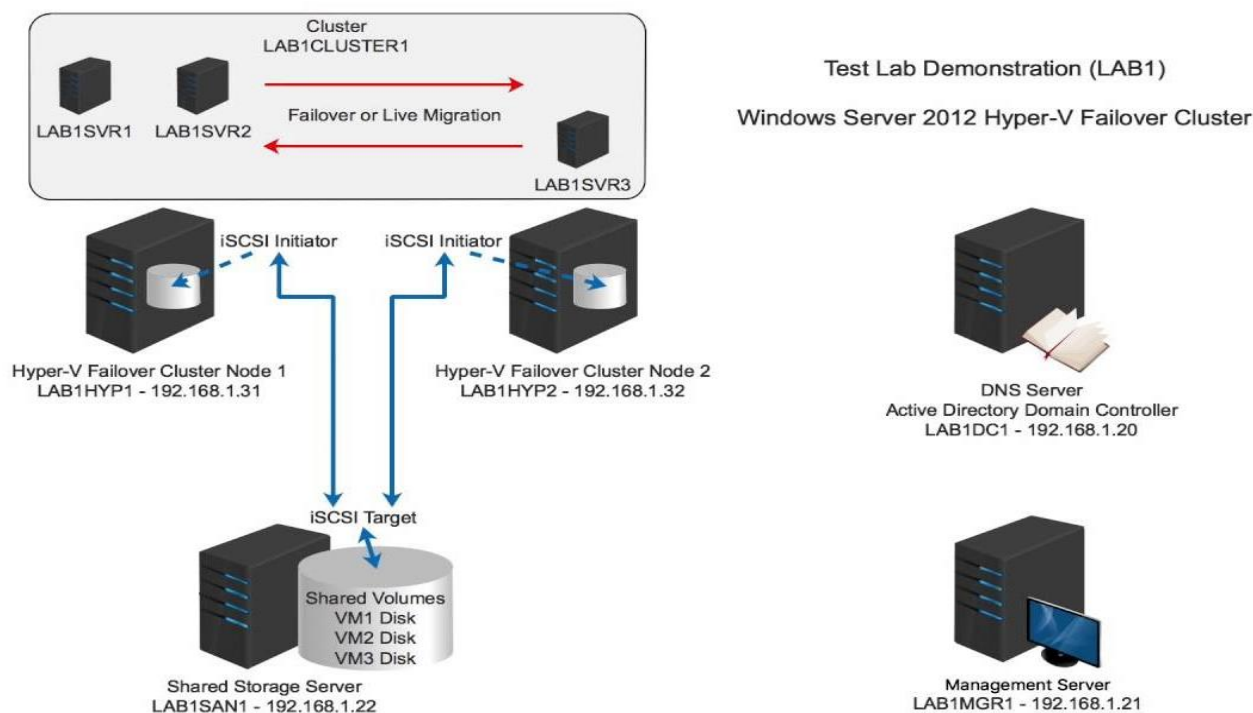 Cluster
LAB1CLUSTER1
LAB1SVR1
LAB1SVR2
Failover or Live Migration
LAB1SVR3
Test Lab Demonstration (LAB1)
Windows Server 2012 Hyper-V Failover Cluster
iSCSI Initiator
iSCSI Initiator
Hyper-V Failover Cluster Node 1
LAB1HYP1 - 192.168.1.31
Hyper-V Failover Cluster Node 2
LAB1HYP2 - 192.168.1.32
DNS Server
Active Directory Domain Controller
LAB1DC1 - 192.168.1.20
iSCSI Target
Shared Volumes
VM1 Disk
VM2 Disk
VM3 Disk
Shared Storage Server
LAB1SAN1 - 192.168.1.22
Management Server
LAB1MGR1 - 192.168.1.21